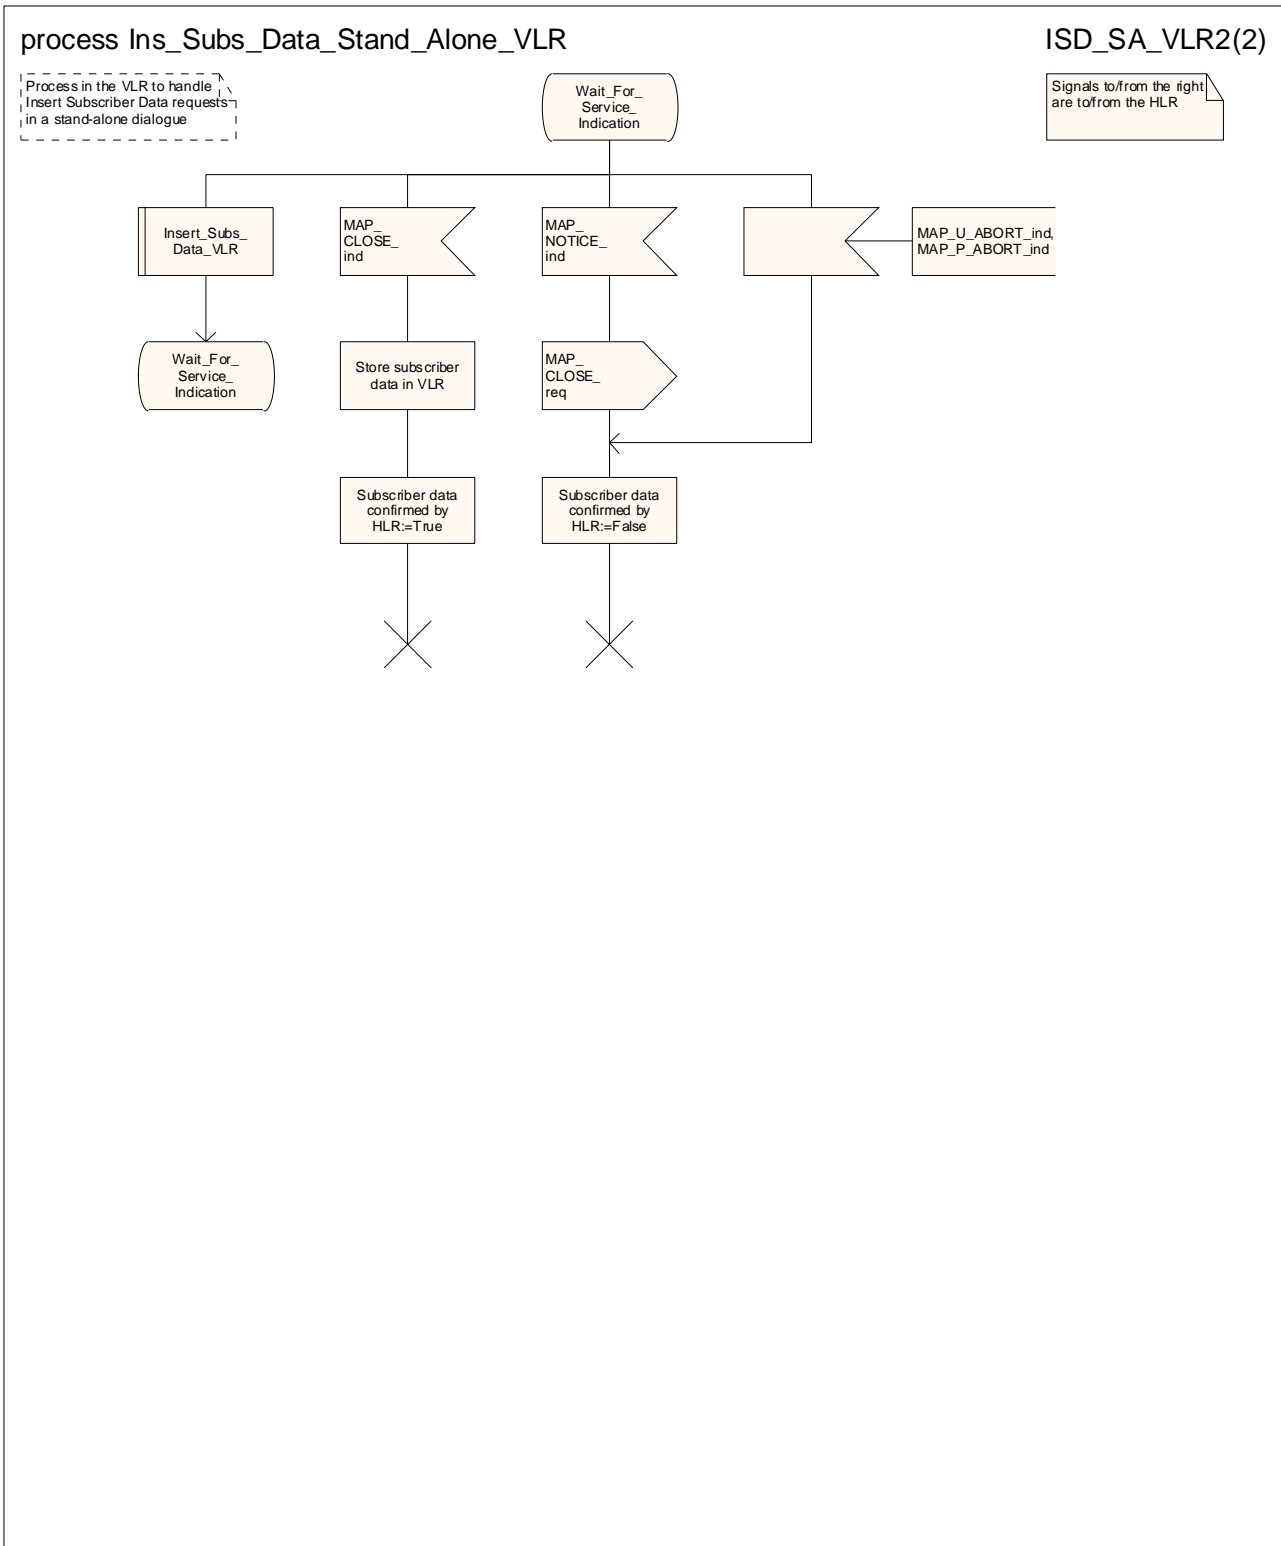 process Ins_Subs_Data_Stand_Alone_VLR
ISD_SA_VLR2(2)
Process in the VLR to handle
Insert Subscriber Data requests
in a stand-alone dialogue
Wait_For_
Service_
Indication
Signals to/from the right
are to/from the HLR
Insert_Subs_
Data_VLR
MAP_
CLOSE_
ind
MAP_
NOTICE_
ind
MAP_U_ABORT_ind,
MAP_P_ABORT_ind
Wait_For_
Service_
Indication
Store subscriber
data in VLR
MAP_
CLOSE_
req
Subscriber data
confirmed by
HLR:=True
Subscriber data
confirmed by
HLR:=False